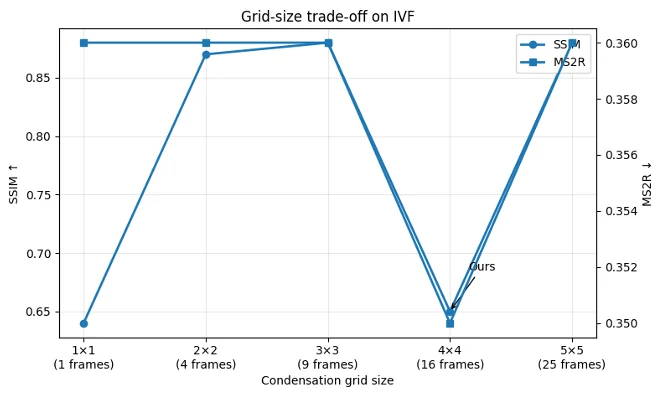 Grid-size trade-off on IVF
SSIM
MS2R
0.85
0.80
0.75
0.70
0.65
SSIM ↑
0.360
0.358
0.356
0.354
0.352
0.350
MS2R ↓
Ours
1×1 2×2 3×3 4×4 5×5
(1 frames) (4 frames) (9 frames) (16 frames) (25 frames)
Condensation grid size